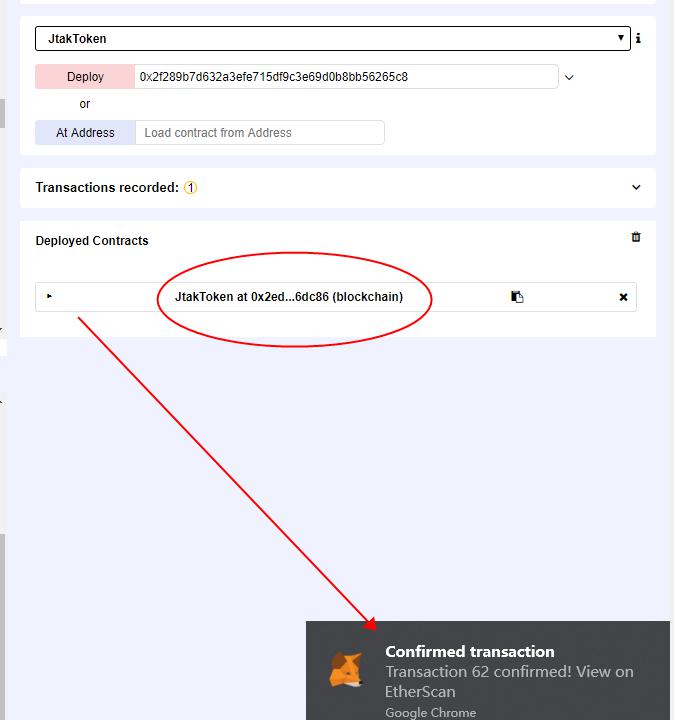 JtakToken
Deploy 0x2f289b7d632a3efe715df9c3e69d0b8bb56265c8
or
At Address Load contract from Address
Transactions recorded: 1
Deployed Contracts
JtakToken at 0x2ed...6dc86 (blockchain)
Confirmed transaction
Transaction 62 confirmed! View on
EtherScan
Google Chrome